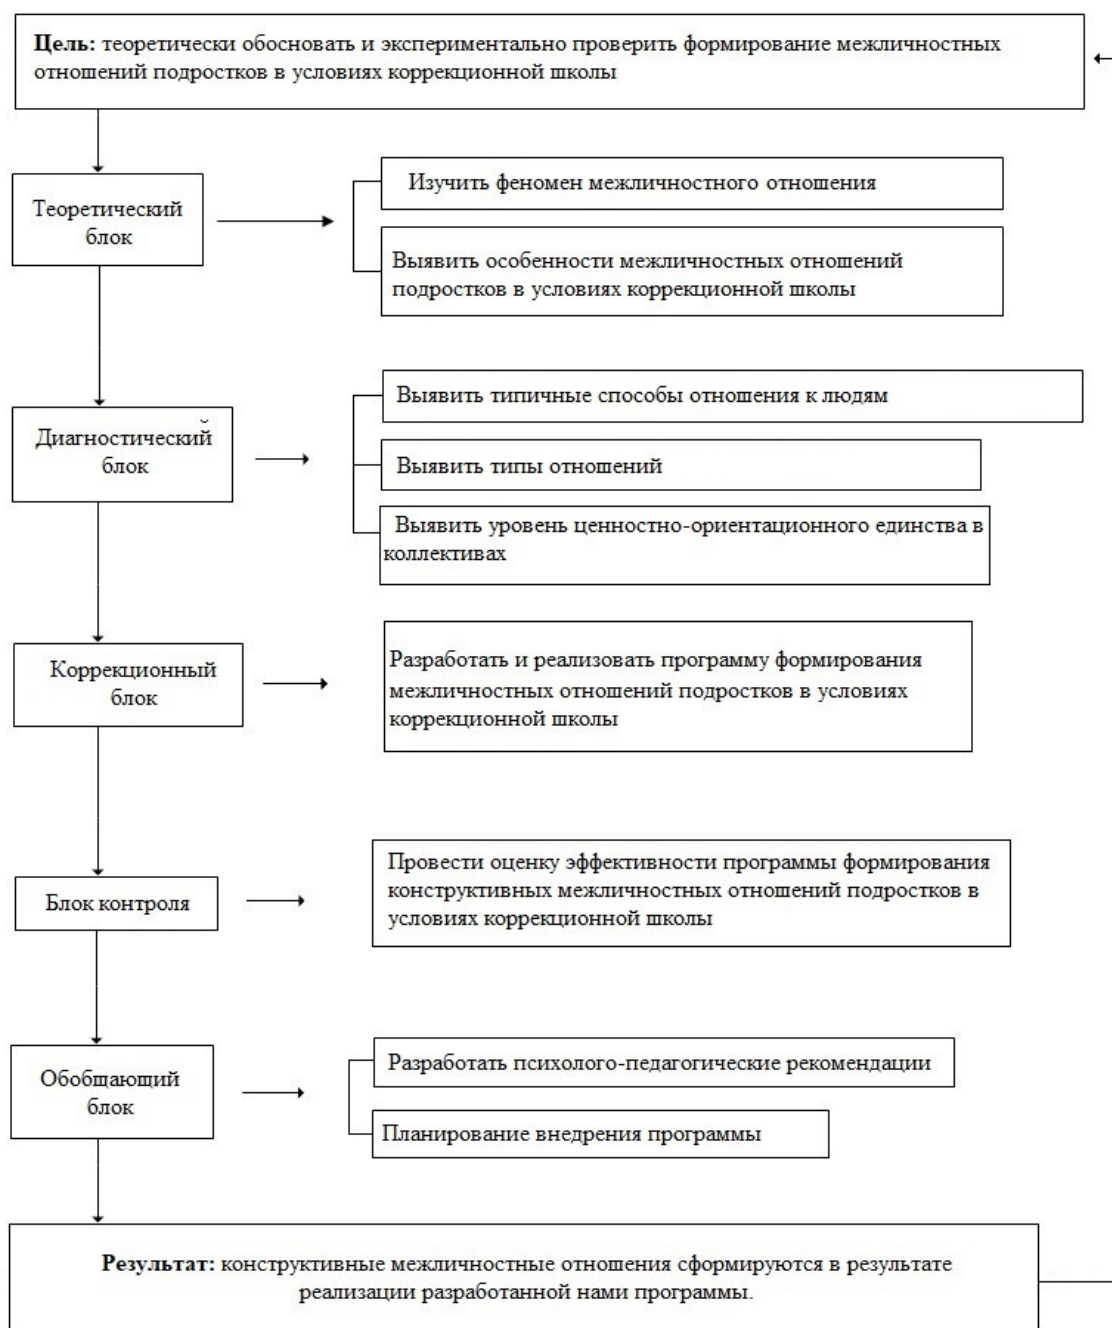 Цель: теоретически обосновать и экспериментально проверить формирование межличностных
отношений подростков в условиях коррекционной школы
Теоретический
блок
Изучить феномен межличностного отношения
Выявить особенности межличностных отношений
подростков в условиях коррекционной школы
Диагностический
блок
Выявить типичные способы отношения к людям
Выявить типы отношений
Выявить уровень ценностно-ориентационного единства в
коллективах
Коррекционный
блок
Разработать и реализовать программу формирования
межличностных отношений подростков в условиях
коррекционной школы
Блок контроля
Провести оценку эффективности программы формирования
конструктивных межличностных отношений подростков в
условиях коррекционной школы
Обобщающий
блок
Разработать психолого-педагогические рекомендации
Планирование внедрения программы
Результат: конструктивные межличностные отношения сформируются в результате
реализации разработанной нами программы.